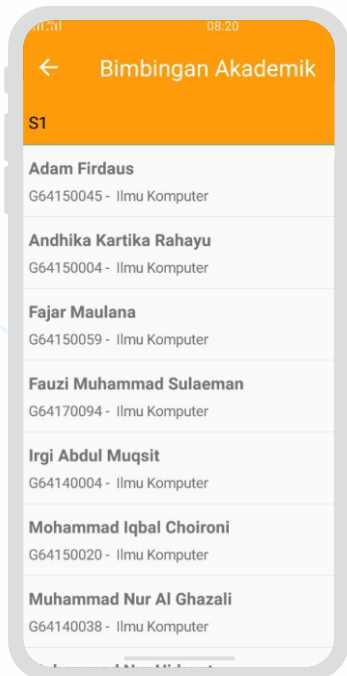 08:20
Bimbingan Akademik
S1
Adam Firdaus
G64150045 - Ilmu Komputer
Andhika Kartika Rahayu
G64150004 - Ilmu Komputer
Fajar Maulana
G64150059 - Ilmu Komputer
Fauzi Muhammad Sulaeman
G64170094 - Ilmu Komputer
Irgi Abdul Muqsit
G64140004 - Ilmu Komputer
Mohammad Iqbal Choironi
G64150020 - Ilmu Komputer
Muhammad Nur Al Ghazali
G64140038 - Ilmu Komputer